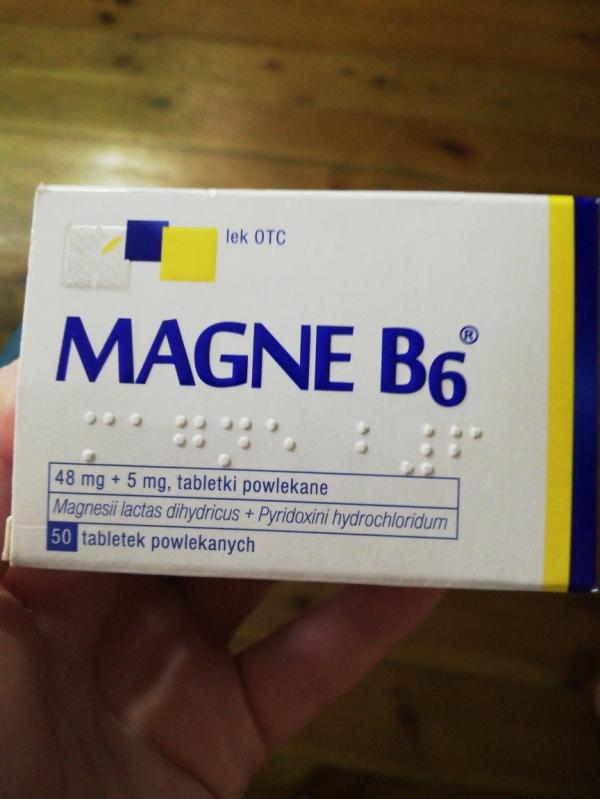 lek OTC
MAGNE B6®
⠍⠁⠛⠝⠑ ⠃⠼⠋
48 mg + 5 mg, tabletki powlekane
Magnesii lactas dihydricus + Pyridoxini hydrochloridum
50 tabletek powlekanych